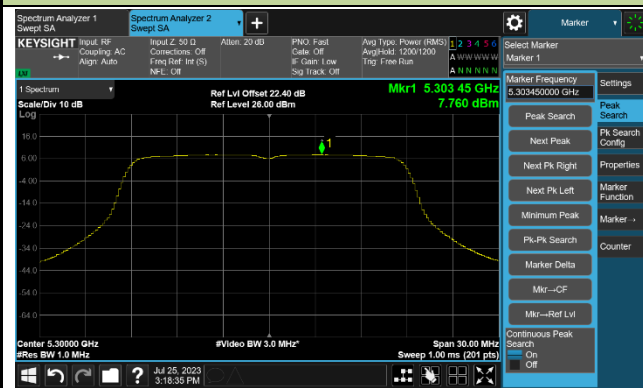 Spectrum Analyzer 1
Swept SA
Spectrum Analyzer 2
Swept SA
Marker
KEYSIGHT
Input: RF
Coupling: AC
Align: Auto
Input Z: 50 Ω
Corrections: Off
Freq Ref: Int (S)
NFE: Off
Atten: 20 dB
PNO: Fast
Gate: Off
IF Gain: Low
Sig Track: Off
Avg Type: Power (RMS)
Avg|Hold: 1200/1200
Trig: Free Run
1 2 3 4 5 6
A W W W W W
A N N N N N
LXI
Select Marker
Marker 1
1 Spectrum
Scale/Div 10 dB
Log
Ref Lvl Offset 22.40 dB
Ref Level 26.00 dBm
Mkr1 5.303 45 GHz
7.760 dBm
1
16.0
6.00
-4.00
-14.0
-24.0
-34.0
-44.0
-54.0
-64.0
Center 5.30000 GHz
#Res BW 1.0 MHz
#Video BW 3.0 MHz*
Span 30.00 MHz
Sweep 1.00 ms (201 pts)
Marker Frequency
5.303450000 GHz
Peak Search
Next Peak
Next Pk Right
Next Pk Left
Minimum Peak
Pk-Pk Search
Marker Delta
Mkr→CF
Mkr→Ref Lvl
Continuous Peak
Search
On
Off
Settings
Peak
Search
Pk Search
Config
Properties
Marker
Function
Marker→
Counter
Jul 25, 2023
3:18:35 PM